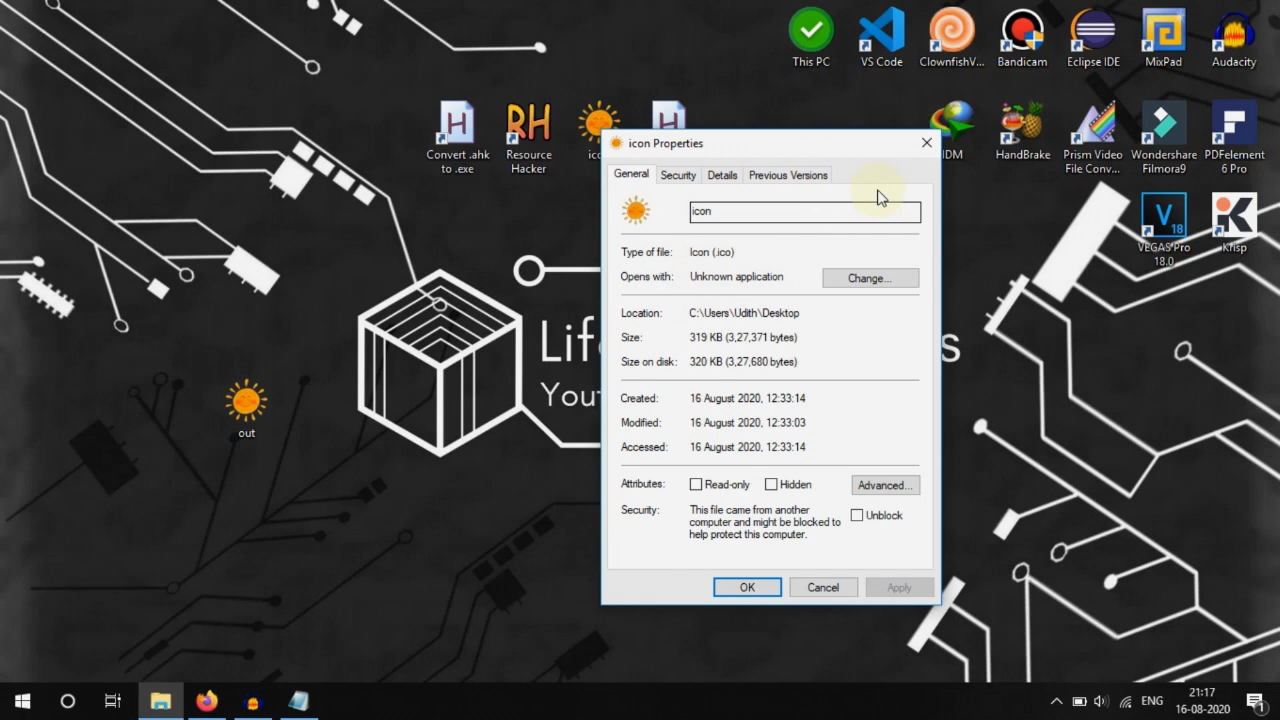 This PC
VS Code
ClownfishV...
Bandicam
Eclipse IDE
MixPad
Audacity
H
RH
H
Convert .ahk
to .exe
Resource
Hacker
IDM
HandBrake
Prism Video
File Conv...
Wondershare
Filmora9
PDFelement
6 Pro
V
18
VEGAS Pro
18.0
Krisp
out
icon Properties
General
Security
Details
Previous Versions
icon
Type of file: Icon (.ico)
Opens with: Unknown application
Change...
Location: C:\Users\Udith\Desktop
Size: 319 KB (3,27,371 bytes)
Size on disk: 320 KB (3,27,680 bytes)
Created: 16 August 2020, 12:33:14
Modified: 16 August 2020, 12:33:03
Accessed: 16 August 2020, 12:33:14
Attributes: Read-only Hidden
Advanced...
Security: This file came from another
computer and might be blocked to
help protect this computer.
Unblock
OK
Cancel
Apply
ENG
21:17
16-08-2020
1